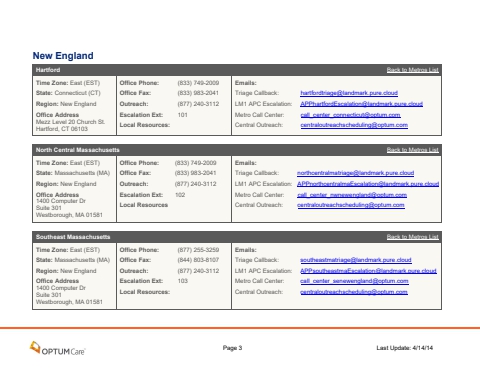 New England
Hartford Back to Metros List
Time Zone: East (EST) Office Phone: (833) 749-2009 Emails:
State: Connecticut (CT) Office Fax: (833) 983-2041 Triage Callback: hartfordtriage@landmark.pure.cloud
Region: New England Outreach: (877) 240-3112 LM1 APC Escalation: APPhartfordEscalation@landmark.pure.cloud
Office Address Escalation Ext: 101 Metro Call Center: call_center_connecticut@optum.com
Mezz Level 20 Church St. Local Resources: Central Outreach: centraloutreachscheduling@optum.com
Hartford, CT 06103
North Central Massachusetts Back to Metros List
Time Zone: East (EST) Office Phone: (833) 749-2009 Emails:
State: Massachusetts (MA) Office Fax: (833) 983-2041 Triage Callback: northcentralmatriage@landmark.pure.cloud
Region: New England Outreach: (877) 240-3112 LM1 APC Escalation: APPnorthcentralmaEscalation@landmark.pure.cloud
Office Address Escalation Ext: 102 Metro Call Center: call_center_senewengland@optum.com
1400 Computer Dr Local Resources Central Outreach: centraloutreachscheduling@optum.com
Suite 301
Westborough, MA 01581
Southeast Massachusetts Back to Metros List
Time Zone: East (EST) Office Phone: (877) 255-3259 Emails:
State: Massachusetts (MA) Office Fax: (844) 803-8107 Triage Callback: southeastmatriage@landmark.pure.cloud
Region: New England Outreach: (877) 240-3112 LM1 APC Escalation: APPsoutheastmaEscalation@landmark.pure.cloud
Office Address Escalation Ext: 103 Metro Call Center: call_center_senewengland@optum.com
1400 Computer Dr Local Resources: Central Outreach: centraloutreachscheduling@optum.com
Suite 301
Westborough, MA 01581
OPTUMCare Page 3 Last Update: 4/14/14